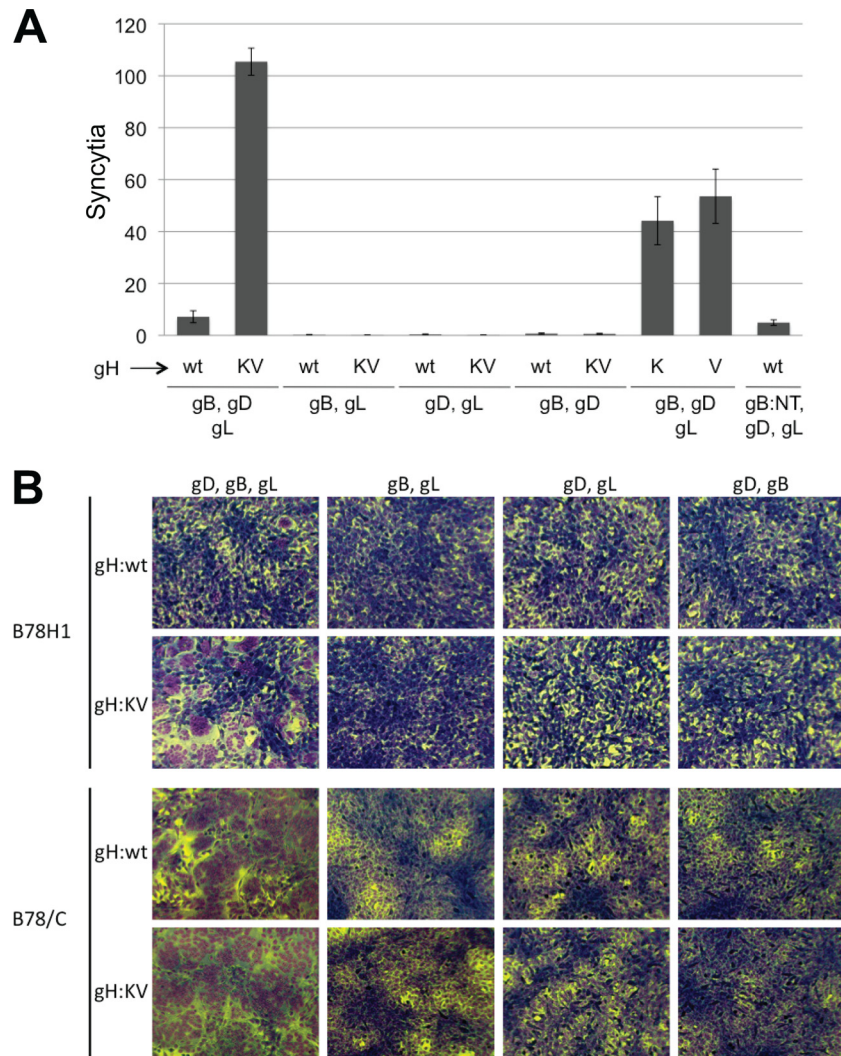 A
Syncytia
120
100
80
60
40
20
0
gH → wt KV wt KV wt KV wt KV K V wt
gB, gD gB, gL gD, gL gB, gD gB, gD gB:NT,
gL gL gD, gL
B
gD, gB, gL gB, gL gD, gL gD, gB
B78H1
gH:wt
gH:KV
B78/C
gH:wt
gH:KV